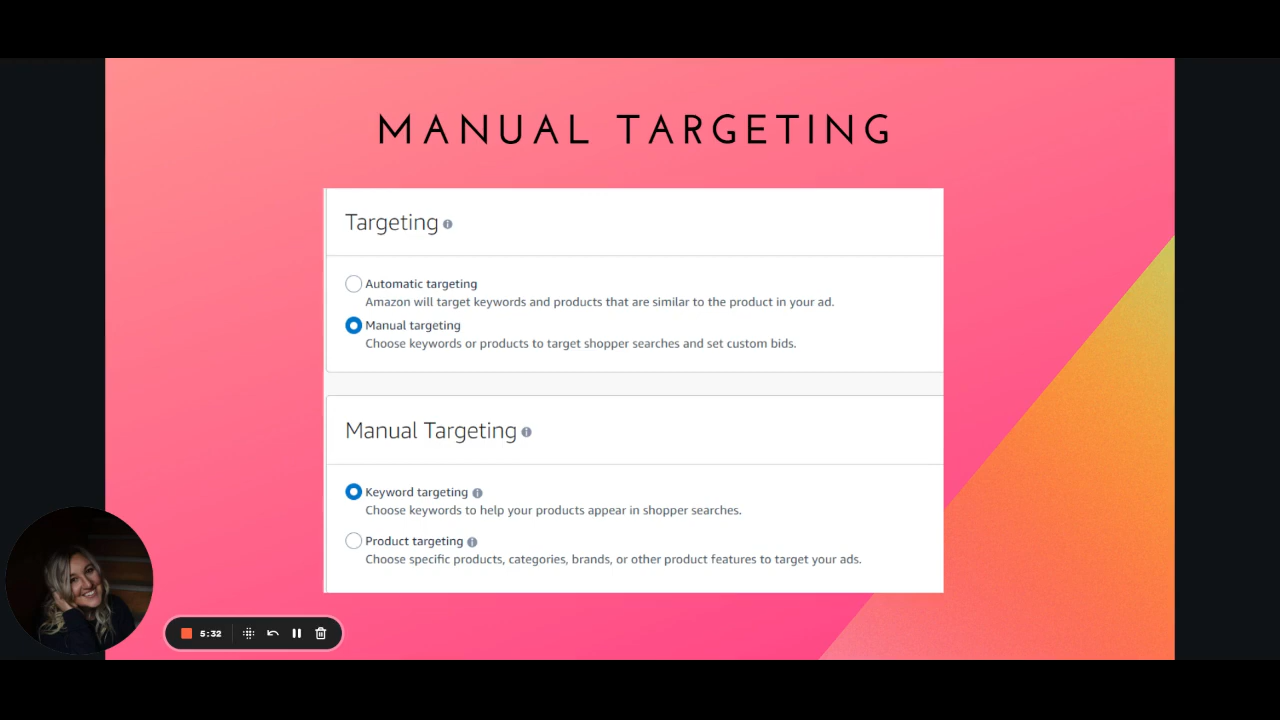 MANUAL TARGETING
Targeting
Automatic targeting
Amazon will target keywords and products that are similar to the product in your ad.
Manual targeting
Choose keywords or products to target shopper searches and set custom bids.
Manual Targeting
Keyword targeting
Choose keywords to help your products appear in shopper searches.
Product targeting
Choose specific products, categories, brands, or other product features to target your ads.
5:32